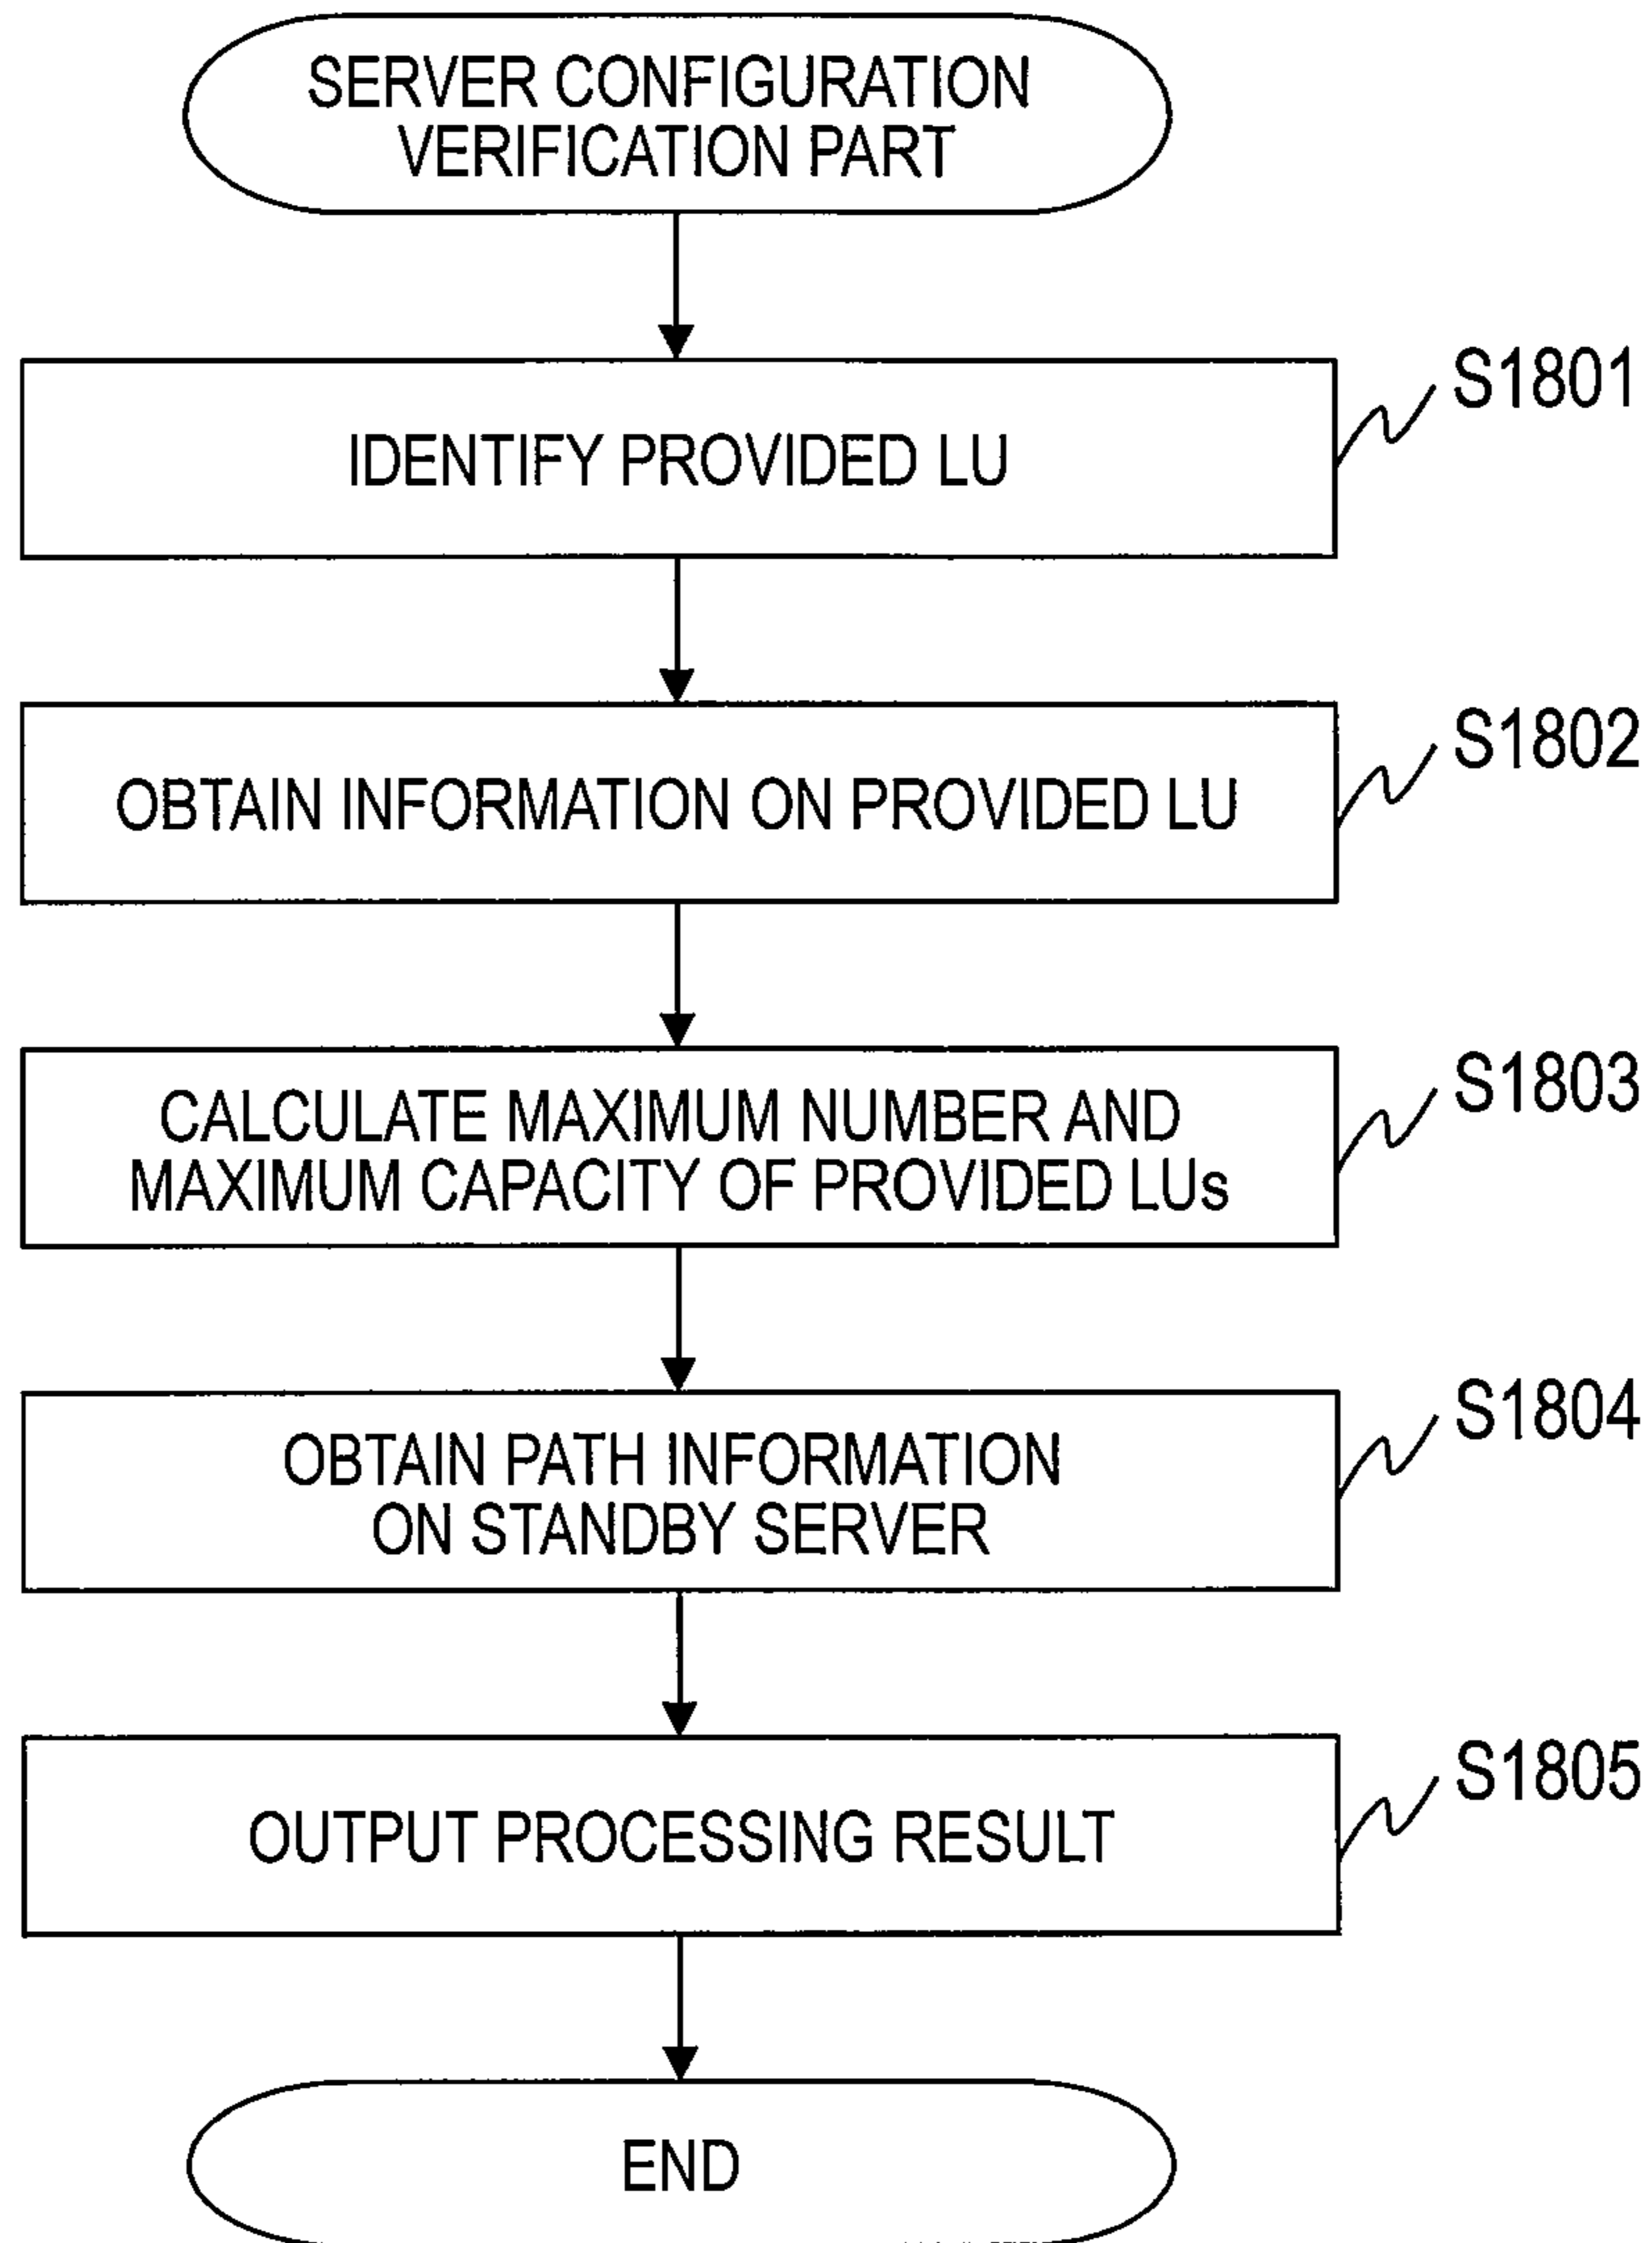 SERVER CONFIGURATION
VERIFICATION PART
S1801
IDENTIFY PROVIDED LU
S1802
OBTAIN INFORMATION ON PROVIDED LU
S1803
CALCULATE MAXIMUM NUMBER AND
MAXIMUM CAPACITY OF PROVIDED LUs
S1804
OBTAIN PATH INFORMATION
ON STANDBY SERVER
S1805
OUTPUT PROCESSING RESULT
END